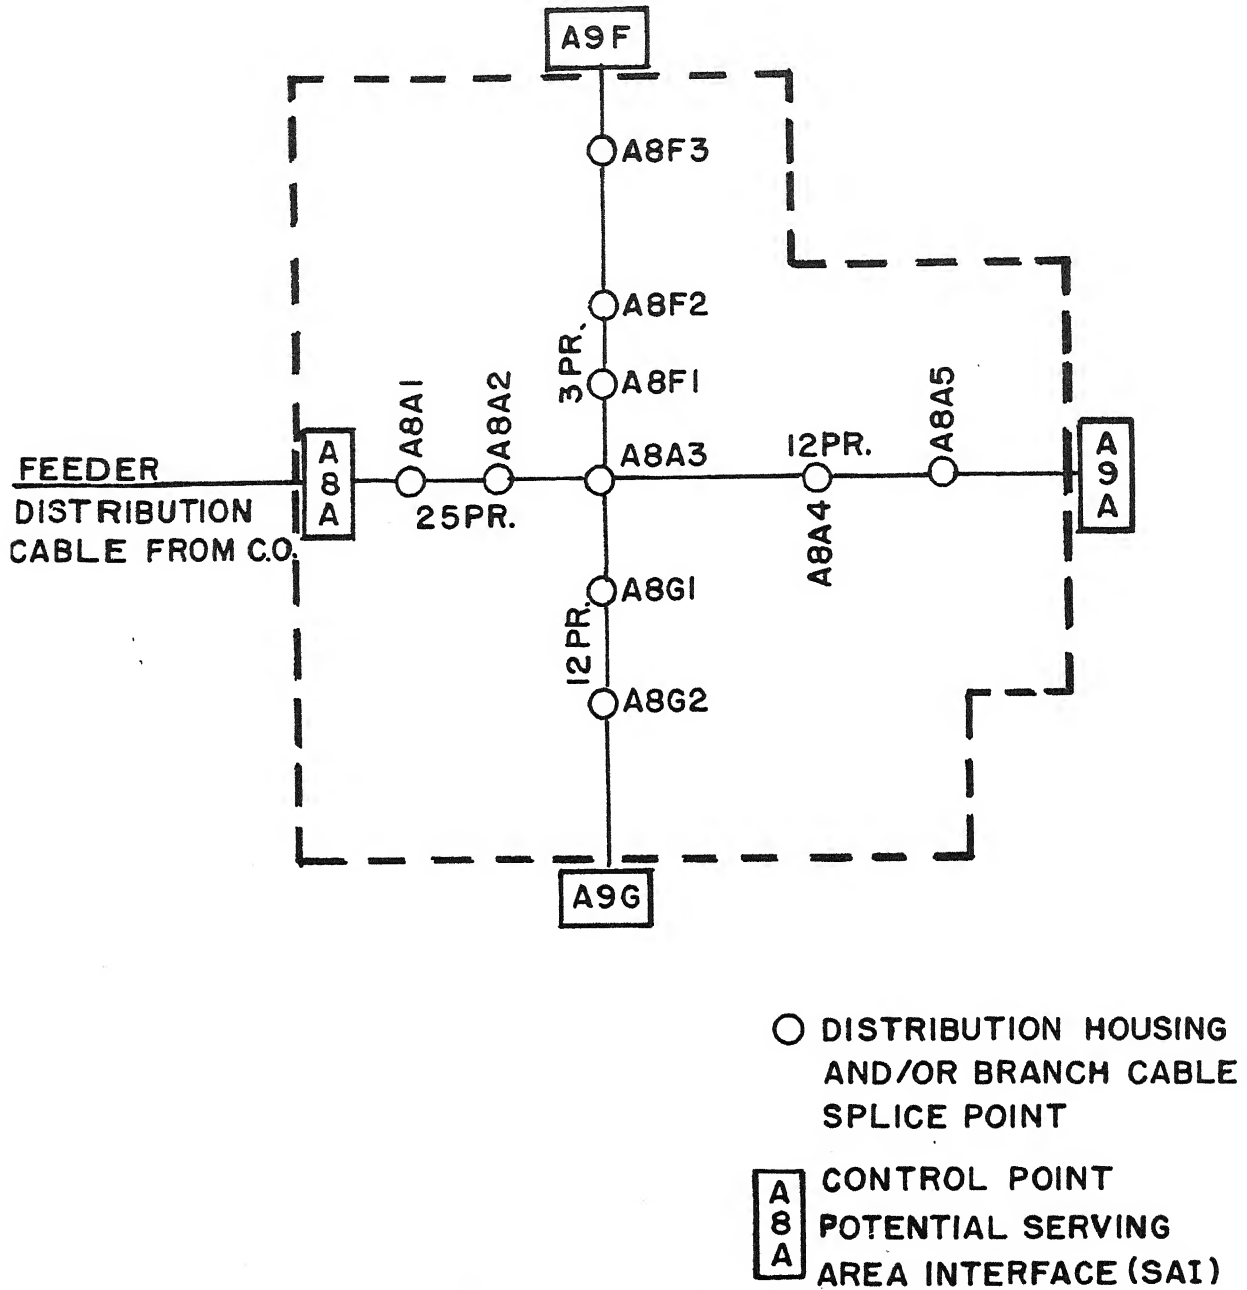 A9F
A8F3
A8F2
3PR.
A8F1
A8A1
A8A2
A8A3
12PR.
A8A5
A
8
A
A
9
A
FEEDER
DISTRIBUTION
CABLE FROM C.O.
25PR.
A8A4
A8G1
12PR.
A8G2
A9G
DISTRIBUTION HOUSING
AND/OR BRANCH CABLE
SPLICE POINT
A
8
A
CONTROL POINT
POTENTIAL SERVING
AREA INTERFACE (SAI)